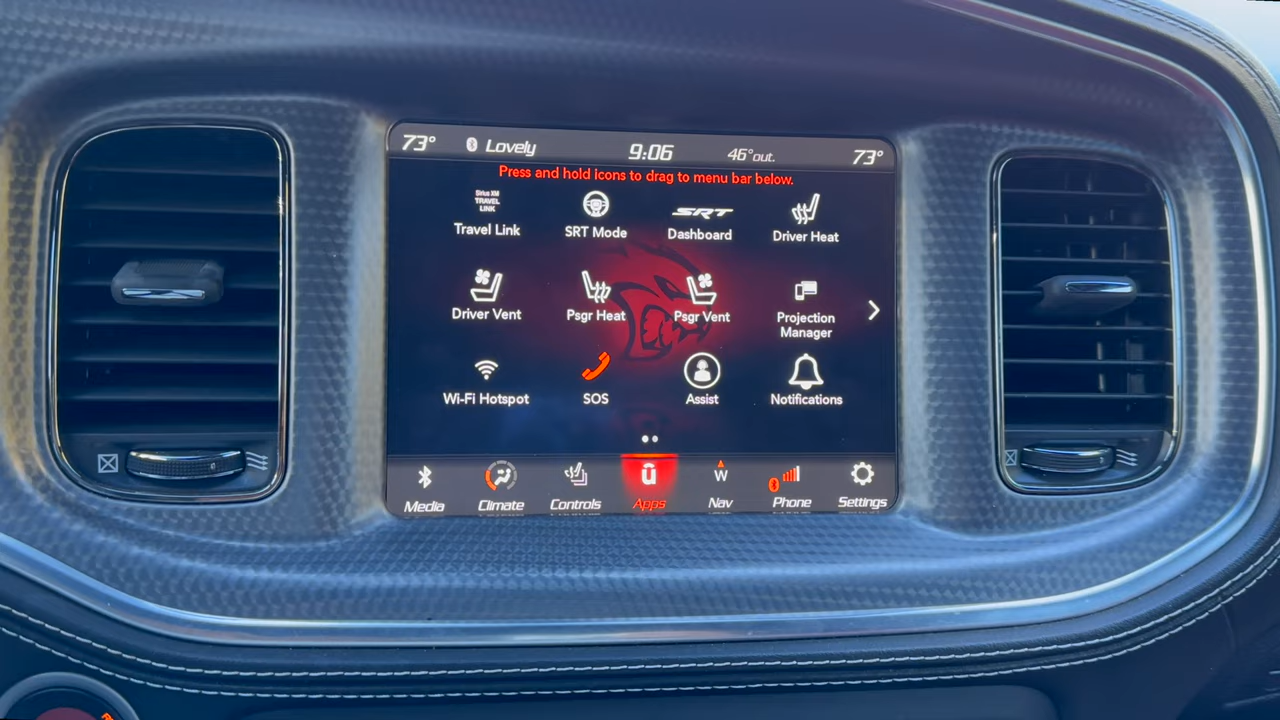 73° Lovely 9:06 46°out. 73°
Press and hold icons to drag to menu bar below.
Sirius XM
TRAVEL
LINK
SRT
Travel Link SRT Mode Dashboard Driver Heat
Driver Vent Psgr Heat Psgr Vent Projection
Manager
Wi-Fi Hotspot SOS Assist Notifications
ū W
Media Climate Controls Apps Nav Phone Settings